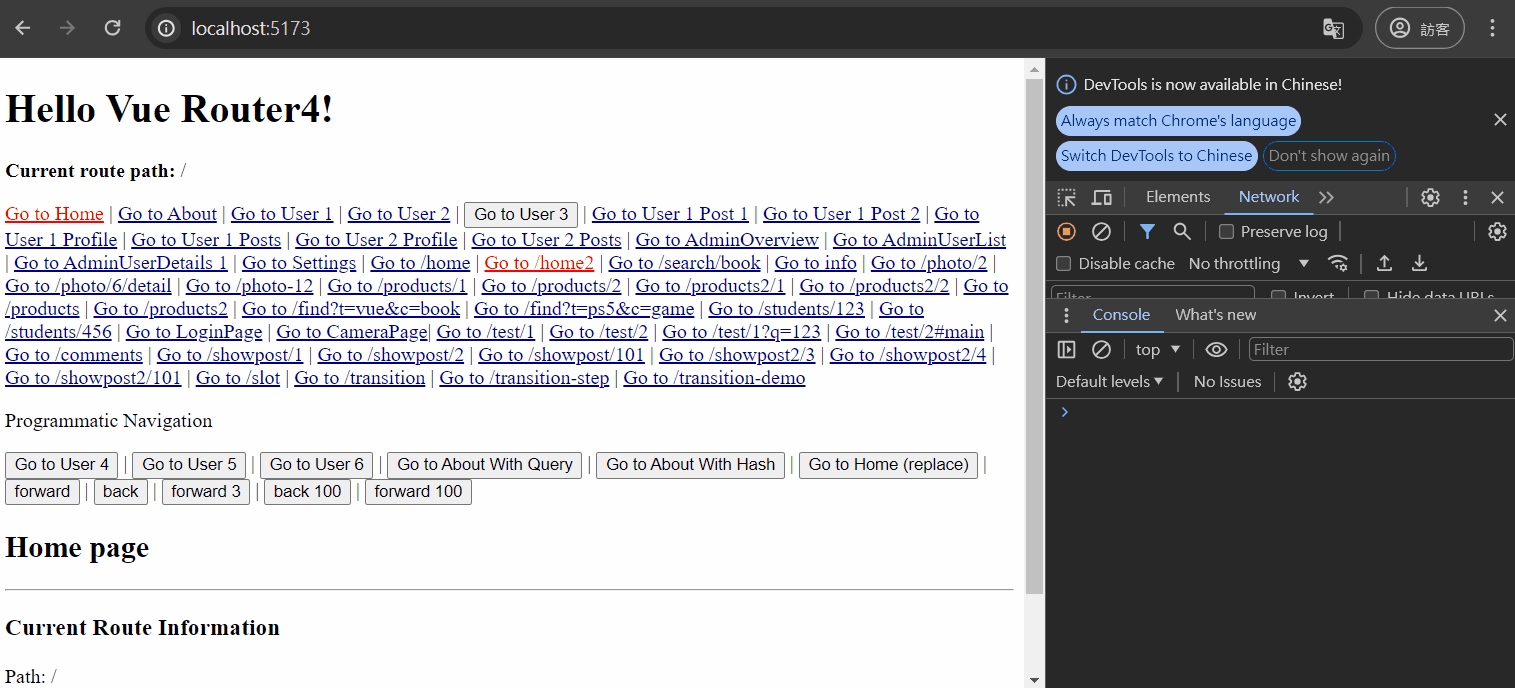 localhost:5173
訪客
Hello Vue Router4!
Current route path: /
Go to Home | Go to About | Go to User 1 | Go to User 2 | Go to User 3 | Go to User 1 Post 1 | Go to User 1 Post 2 | Go to
User 1 Profile | Go to User 1 Posts | Go to User 2 Profile | Go to User 2 Posts | Go to AdminOverview | Go to AdminUserList
| Go to AdminUserDetails 1 | Go to Settings | Go to /home | Go to /home2 | Go to /search/book | Go to info | Go to /photo/2 |
Go to /photo/6/detail | Go to /photo-12 | Go to /products/1 | Go to /products/2 | Go to /products2/1 | Go to /products2/2 | Go to
/products | Go to /products2 | Go to /find?t=vue&c=book | Go to /find?t=ps5&c=game | Go to /students/123 | Go to
/students/456 | Go to LoginPage | Go to CameraPage| Go to /test/1 | Go to /test/2 | Go to /test/1?q=123 | Go to /test/2#main |
Go to /comments | Go to /showpost/1 | Go to /showpost/2 | Go to /showpost/101 | Go to /showpost2/3 | Go to /showpost2/4 |
Go to /showpost2/101 | Go to /slot | Go to /transition | Go to /transition-step | Go to /transition-demo
Programmatic Navigation
Go to User 4 | Go to User 5 | Go to User 6 | Go to About With Query | Go to About With Hash | Go to Home (replace) |
forward | back | forward 3 | back 100 | forward 100
Home page
Current Route Information
Path: /
DevTools is now available in Chinese!
Always match Chrome's language
Switch DevTools to Chinese Don't show again
Elements Network
Preserve log
Disable cache No throttling
Filter Invert Hide data URLs
Console What's new
top Filter
Default levels No Issues